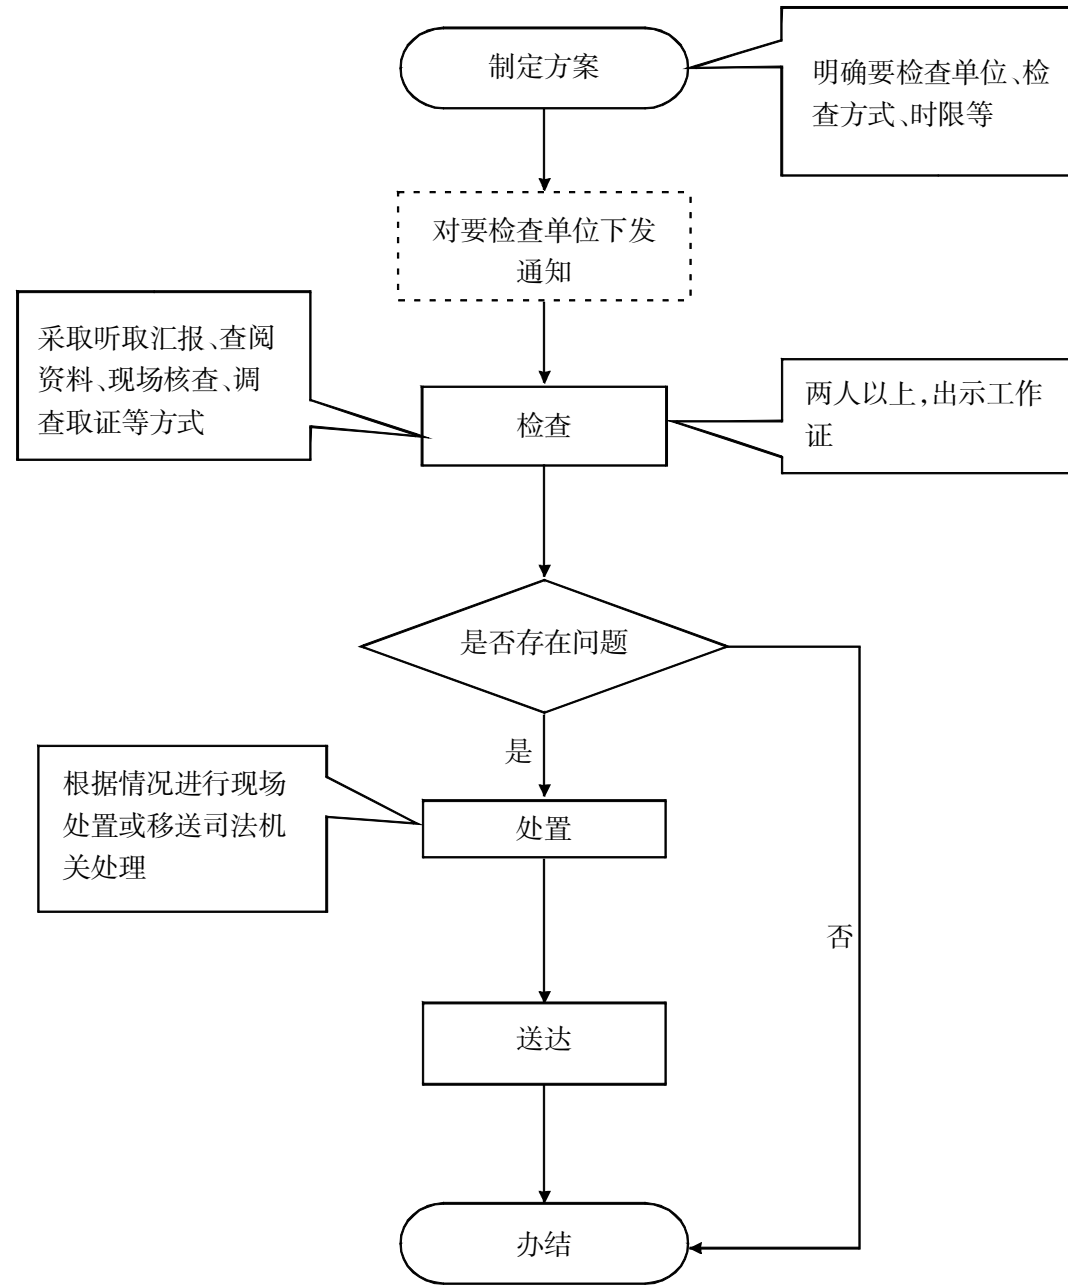 制定方案
明确要检查单位、检
查方式、时限等
对要检查单位下发
通知
采取听取汇报、查阅
资料、现场核查、调
查取证等方式
检查
两人以上,出示工作
证
是否存在问题
是
根据情况进行现场
处置或移送司法机
关处理
处置
否
送达
办结